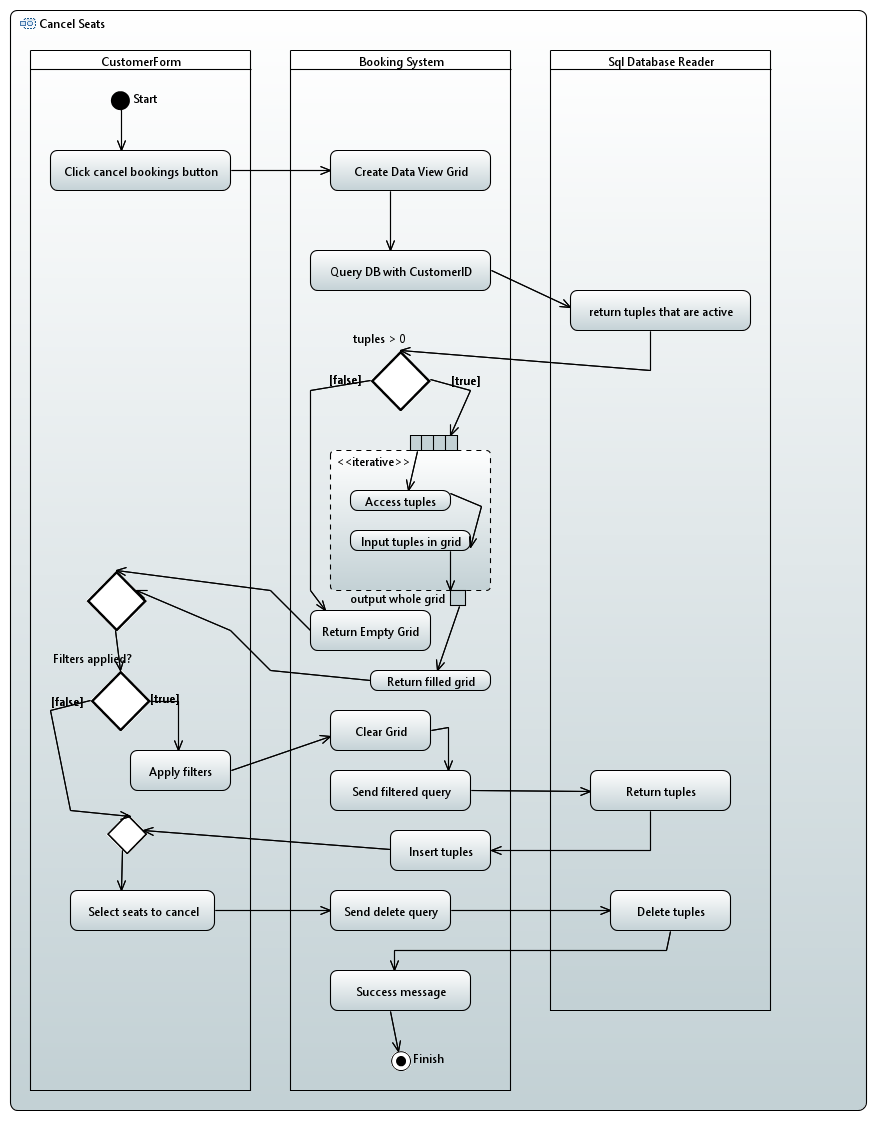 Cancel Seats
CustomerForm
Booking System
Sql Database Reader
Start
Click cancel bookings button
Create Data View Grid
Query DB with CustomerID
return tuples that are active
tuples > 0
[false]
[true]
<<iterative>>
Access tuples
Input tuples in grid
output whole grid
Return Empty Grid
Return filled grid
Filters applied?
[false]
[true]
Clear Grid
Apply filters
Send filtered query
Return tuples
Insert tuples
Select seats to cancel
Send delete query
Delete tuples
Success message
Finish